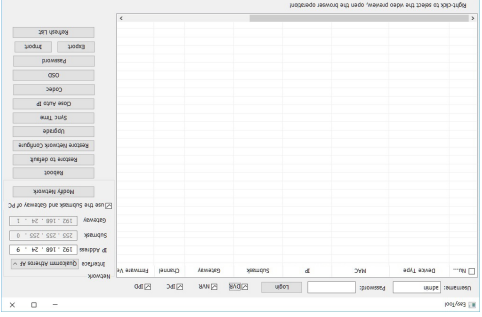 EasyTool
Username: admin Password: Login DVR NVR IPC IPD
Nu... Device Type MAC IP Submask Gateway Channel Firmware Ve
Network
Interface Qualcomm Atheros AF
IP Address 192 . 168 . 24 . 9
Submask 255 . 255 . 255 . 0
Gateway 192 . 168 . 24 . 1
use the Submask and Gateway of PC
Modify Network
Reboot
Restore to default
Restore Network Configure
Upgrade
Sync Time
Close Auto IP
Codec
OSD
Password
Export Import
Refresh List
Right-click to select the video preview, open the browser operation!